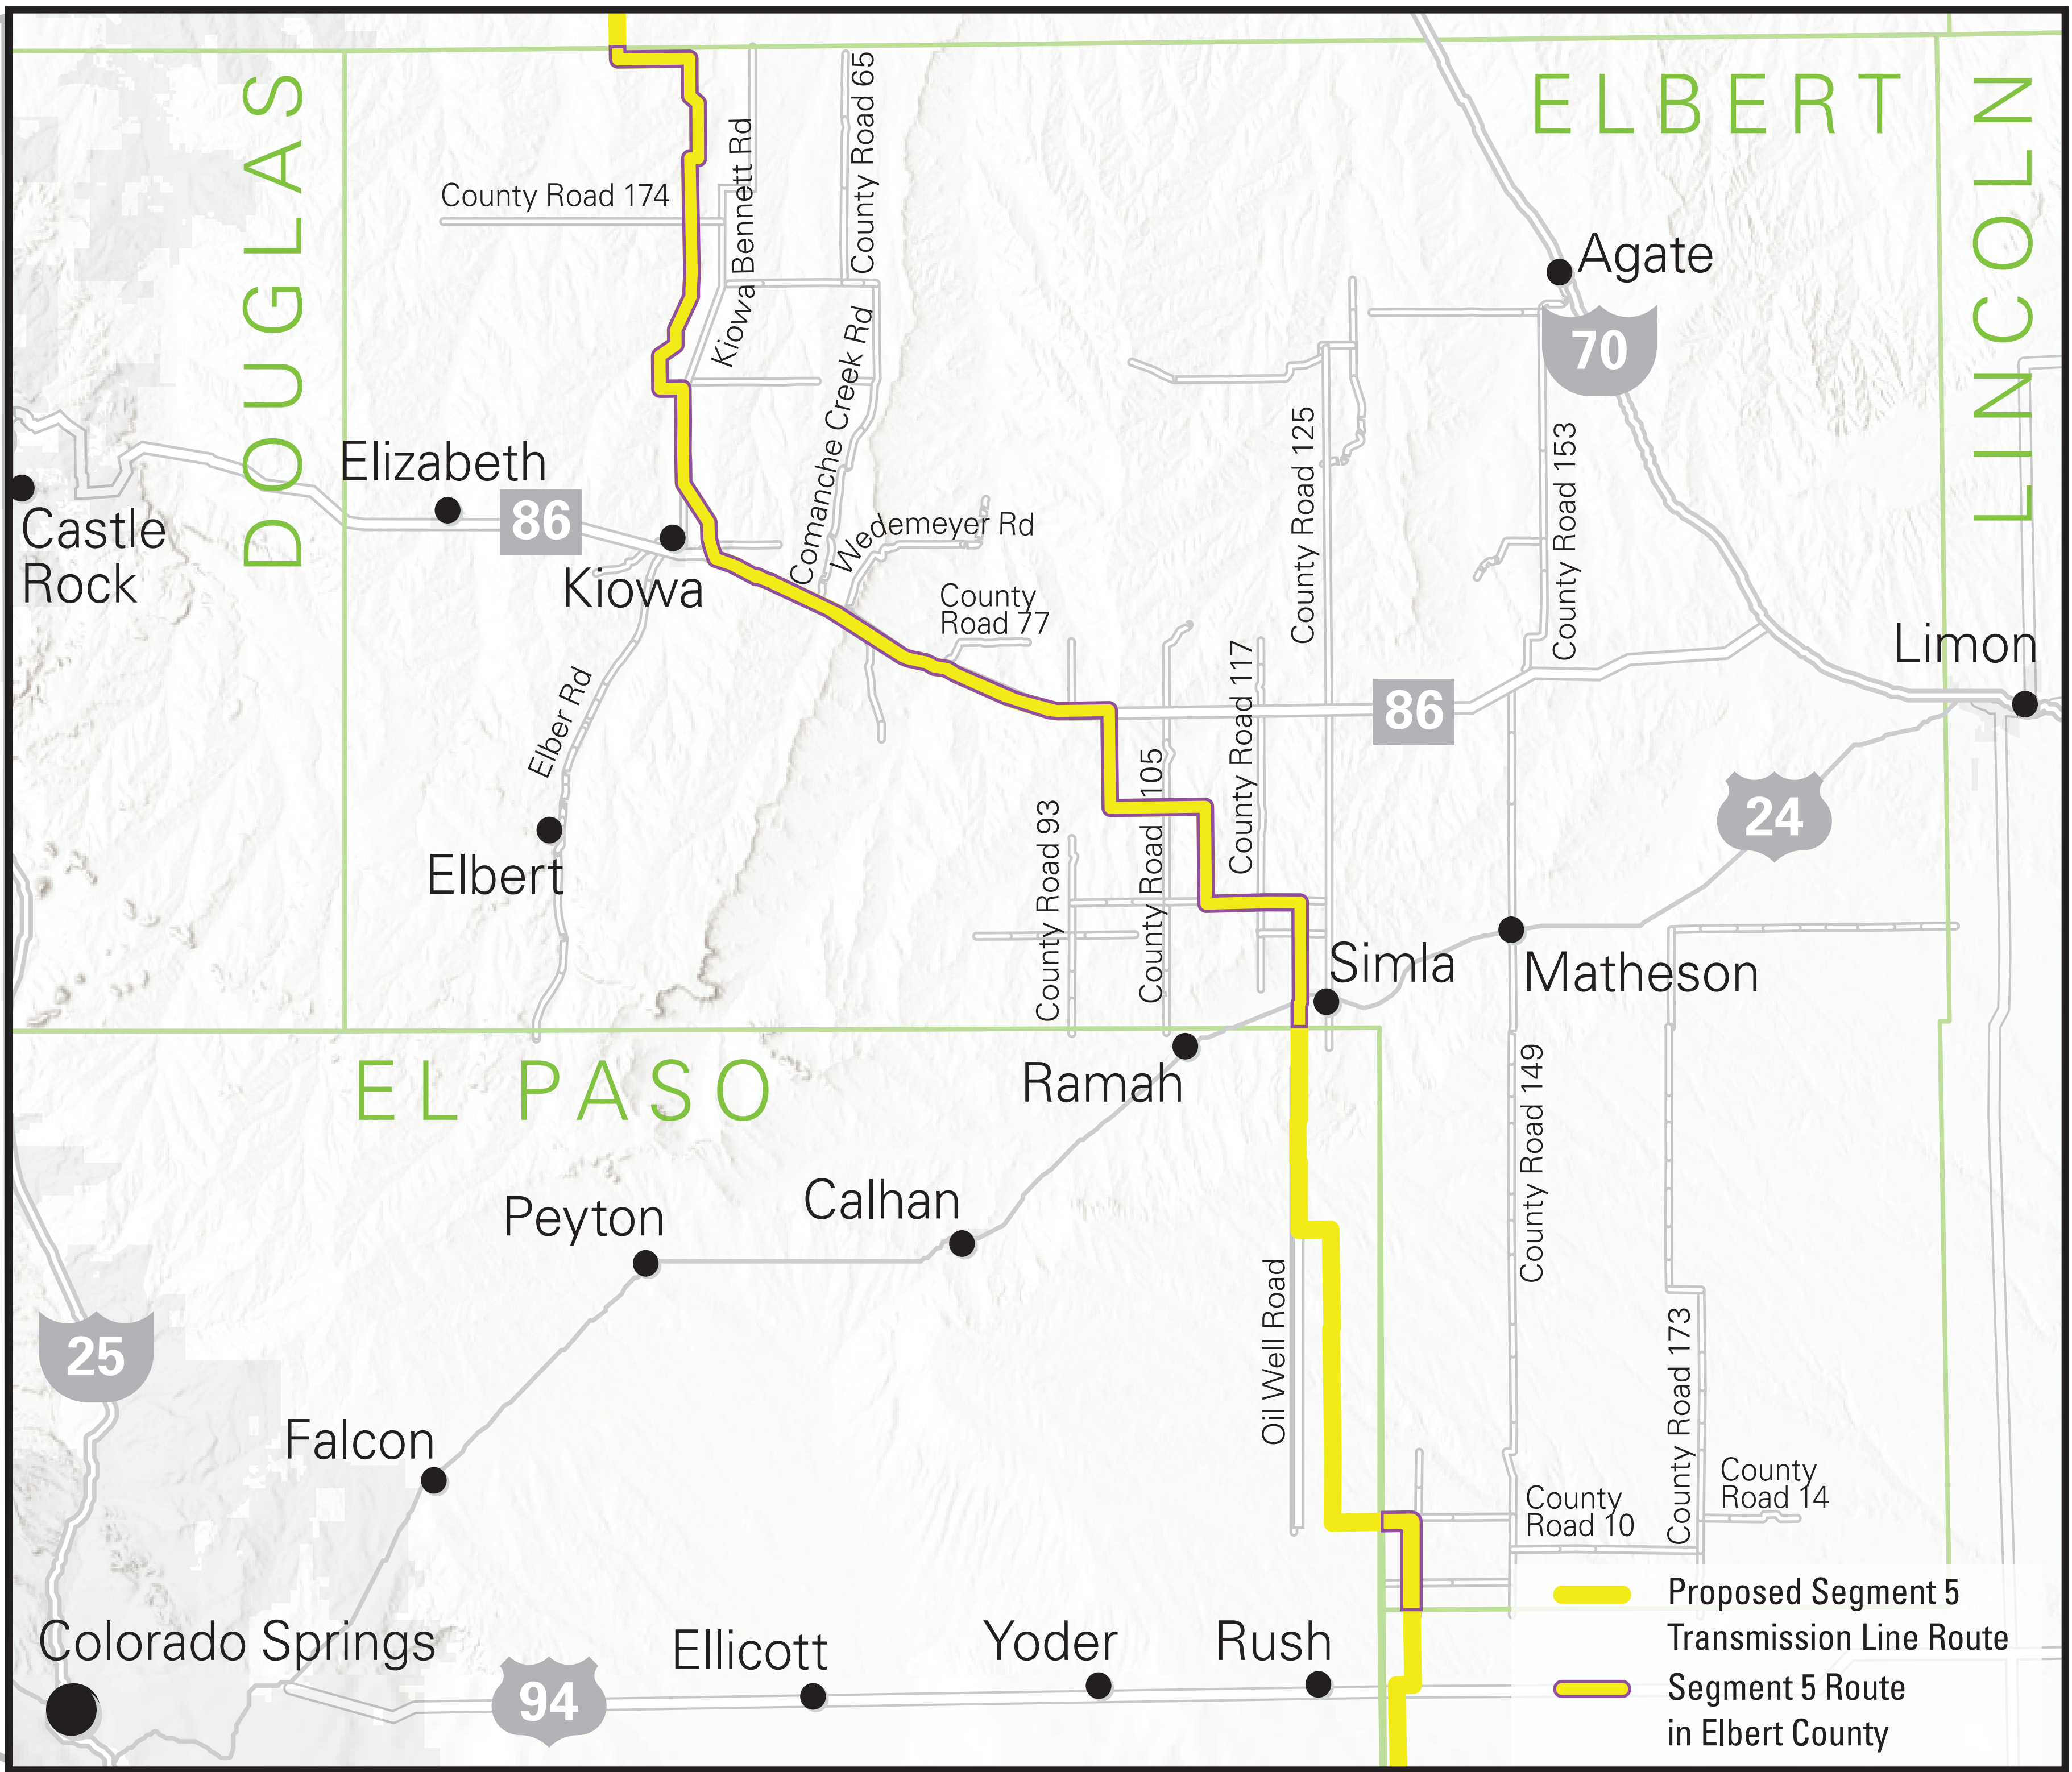 DOUGLAS
ELBERT
LINCOLN
County Road 65
Kiowa Bennett Rd
County Road 174
Agate
70
Comanche Creek Rd
County Road 125
County Road 153
Elizabeth
86
Castle
Rock
Wedemeyer Rd
Kiowa
County
Road 77
Limon
County Road 117
Elber Rd
86
County Road 105
24
County Road 93
Elbert
Simla
Matheson
EL PASO
Ramah
County Road 149
Calhan
Peyton
Oil Well Road
25
County Road 173
Falcon
County
Road 14
County
Road 10
Colorado Springs
Ellicott
Yoder
Rush
94
Proposed Segment 5
Transmission Line Route
Segment 5 Route
in Elbert County